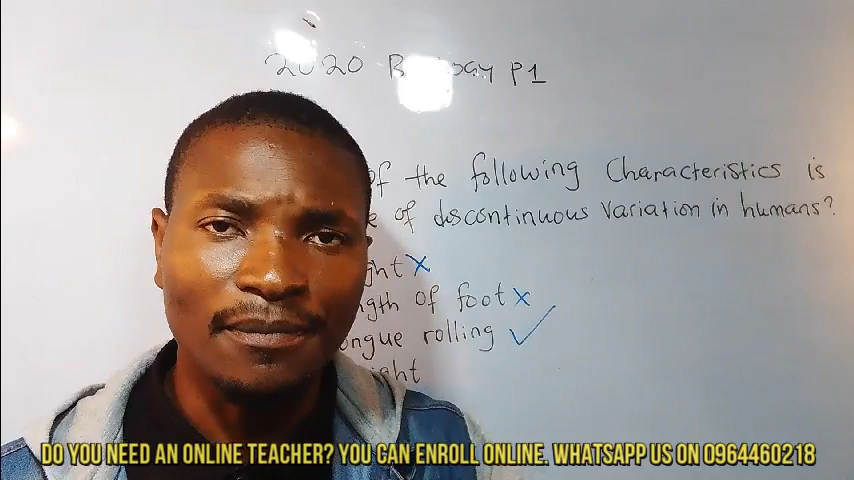 2020 P1
of the following Characteristics is
of discontinuous variation in humans?
ght X
ngth of foot X
ongue rolling ✓
ight
DO YOU NEED AN ONLINE TEACHER? YOU CAN ENROLL ONLINE. WHATSAPP US ON 0964460218